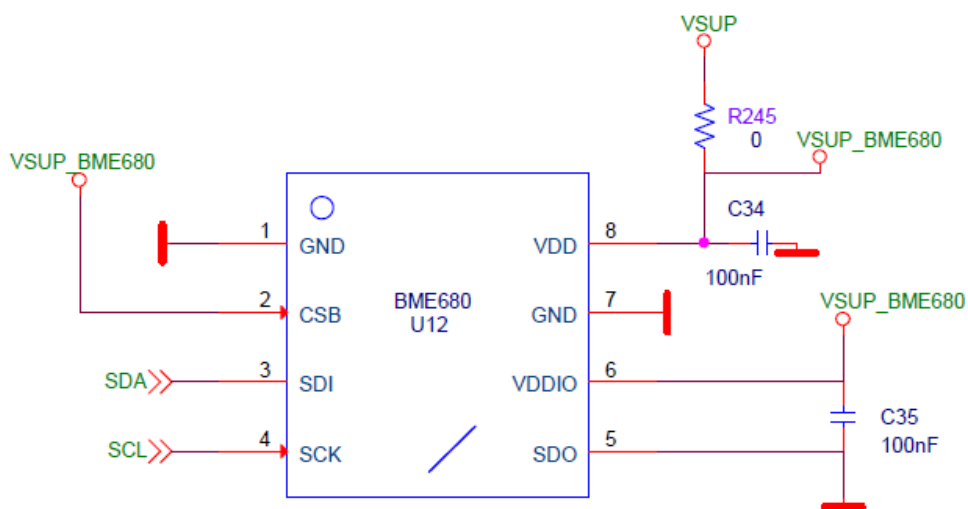 VSUP
R245
0
VSUP_BME680
VSUP_BME680
C34
1
GND
VDD
8
100nF
2
CSB
BME680
U12
GND
7
VSUP_BME680
SDA
3
SDI
VDDIO
6
C35
100nF
SCL
4
SCK
SDO
5